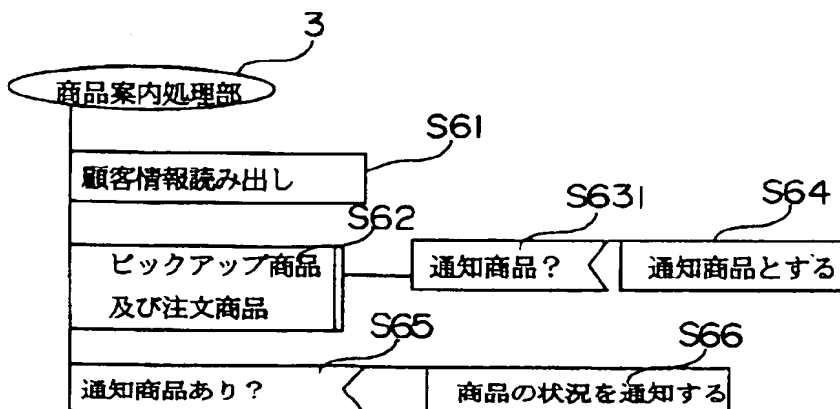 3
商品案内処理部
S61
顧客情報読み出し
S62
S631
S64
ピックアップ商品
及び注文商品
通知商品?
通知商品とする
S65
S66
通知商品あり?
商品の状況を通知する